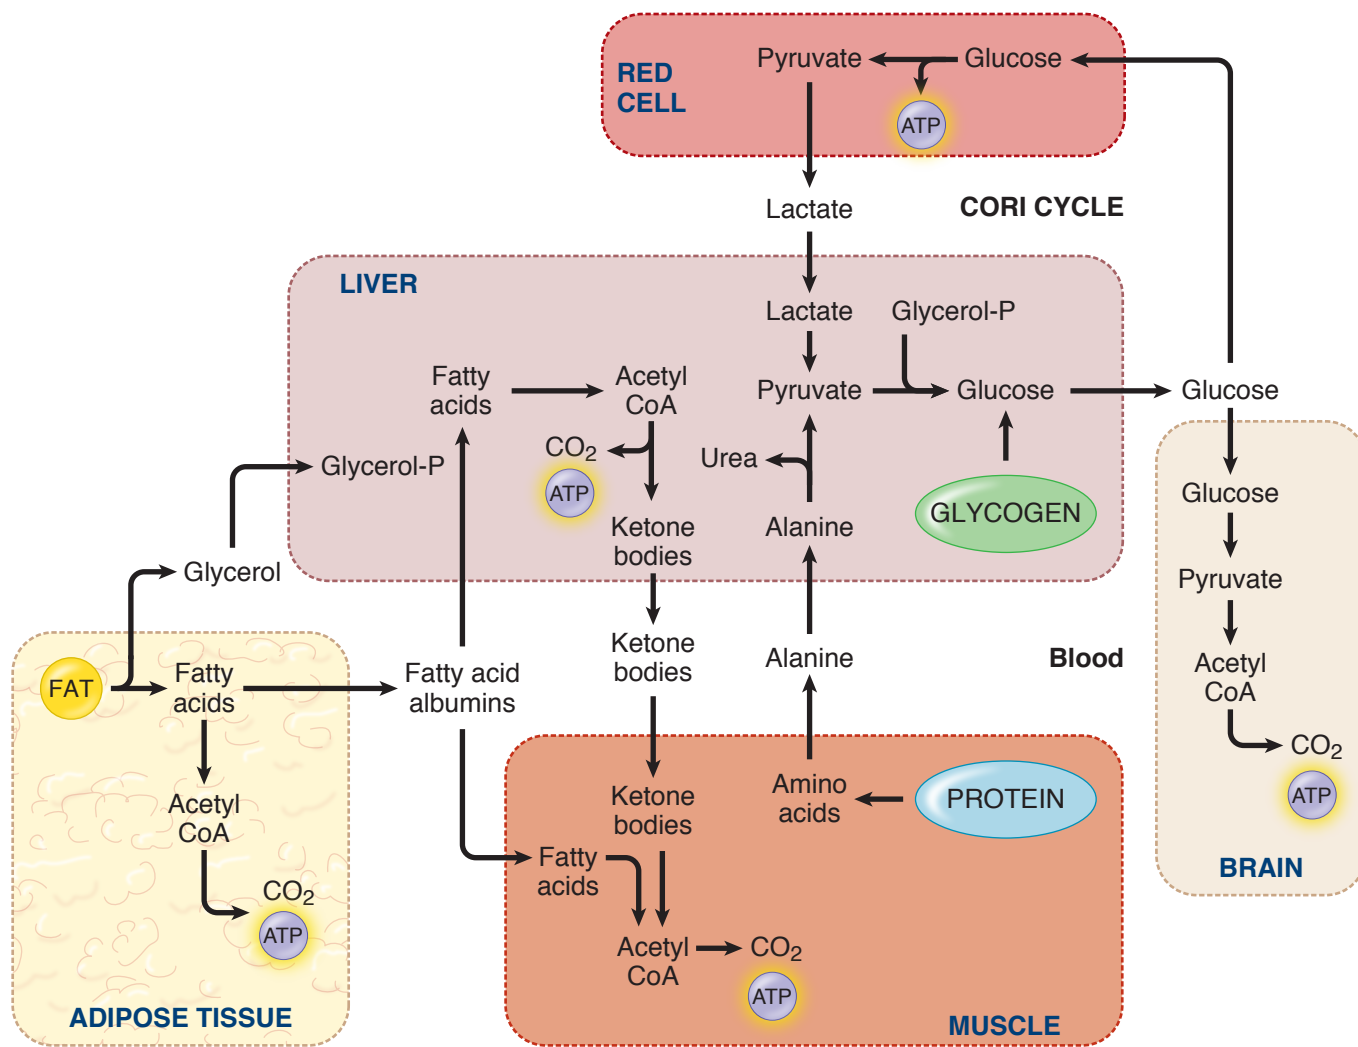 RED
CELL
Pyruvate
Glucose
ATP
Lactate
CORI CYCLE
LIVER
Lactate
Glycerol-P
Fatty
acids
Acetyl
CoA
Pyruvate
Glucose
Glucose
CO2
ATP
Urea
Glycerol-P
GLYCOGEN
Ketone
bodies
Alanine
Glucose
Glycerol
Pyruvate
Ketone
bodies
Alanine
Blood
FAT
Fatty
acids
Fatty acid
albumins
Acetyl
CoA
CO2
ATP
BRAIN
Acetyl
CoA
CO2
ATP
ADIPOSE TISSUE
Ketone
bodies
Amino
acids
PROTEIN
Fatty
acids
Acetyl
CoA
CO2
ATP
MUSCLE